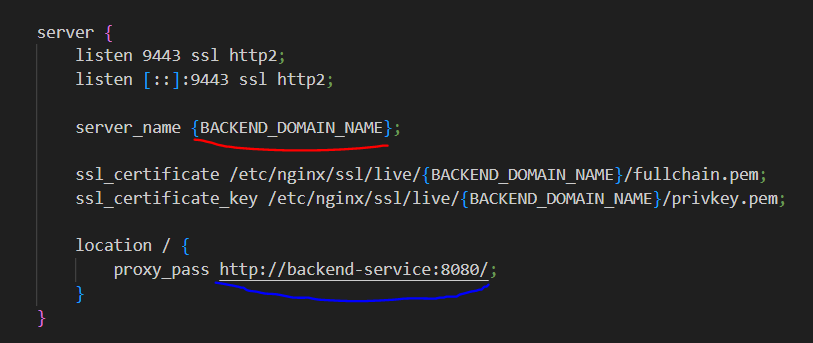 server {
listen 9443 ssl http2;
listen [::]:9443 ssl http2;
server_name {BACKEND_DOMAIN_NAME};
ssl_certificate /etc/nginx/ssl/live/{BACKEND_DOMAIN_NAME}/fullchain.pem;
ssl_certificate_key /etc/nginx/ssl/live/{BACKEND_DOMAIN_NAME}/privkey.pem;
location / {
proxy_pass http://backend-service:8080/;
}
}